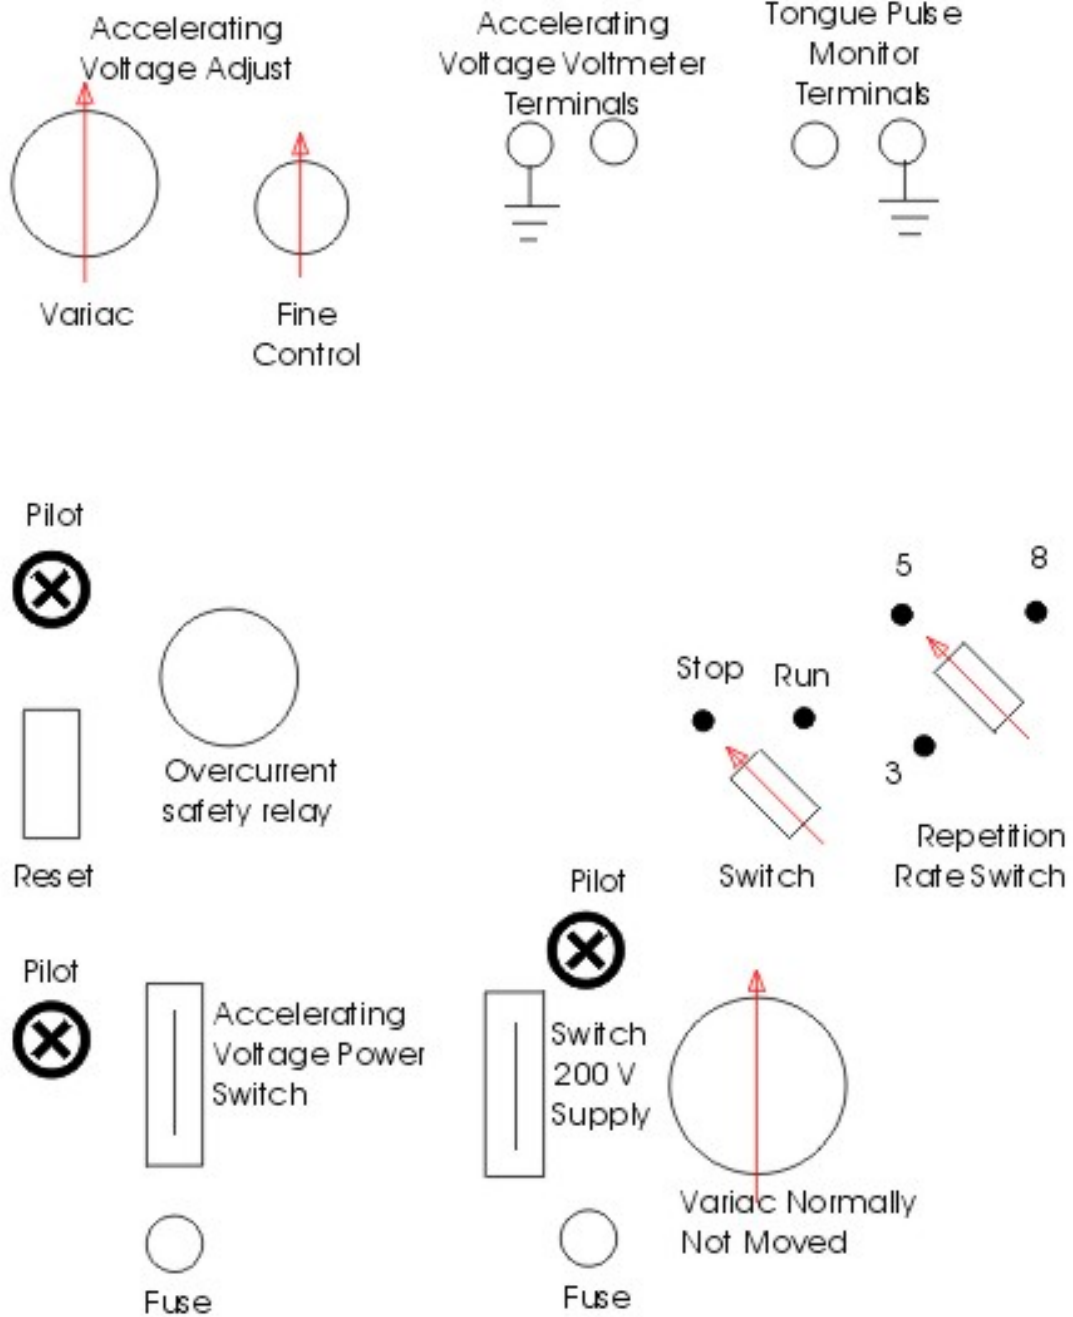 Accelerating
Voltage Adjust
Accelerating
Voltage Voltmeter
Terminals
Tongue Pulse
Monitor
Terminals
Variac
Fine
Control
Pilot
Overcurrent
safety relay
Reset
Stop
Run
Switch
5
8
3
Repetition
Rate Switch
Pilot
Accelerating
Voltage Power
Switch
Fuse
Pilot
Switch
200 V
Supply
Variac Normally
Not Moved
Fuse